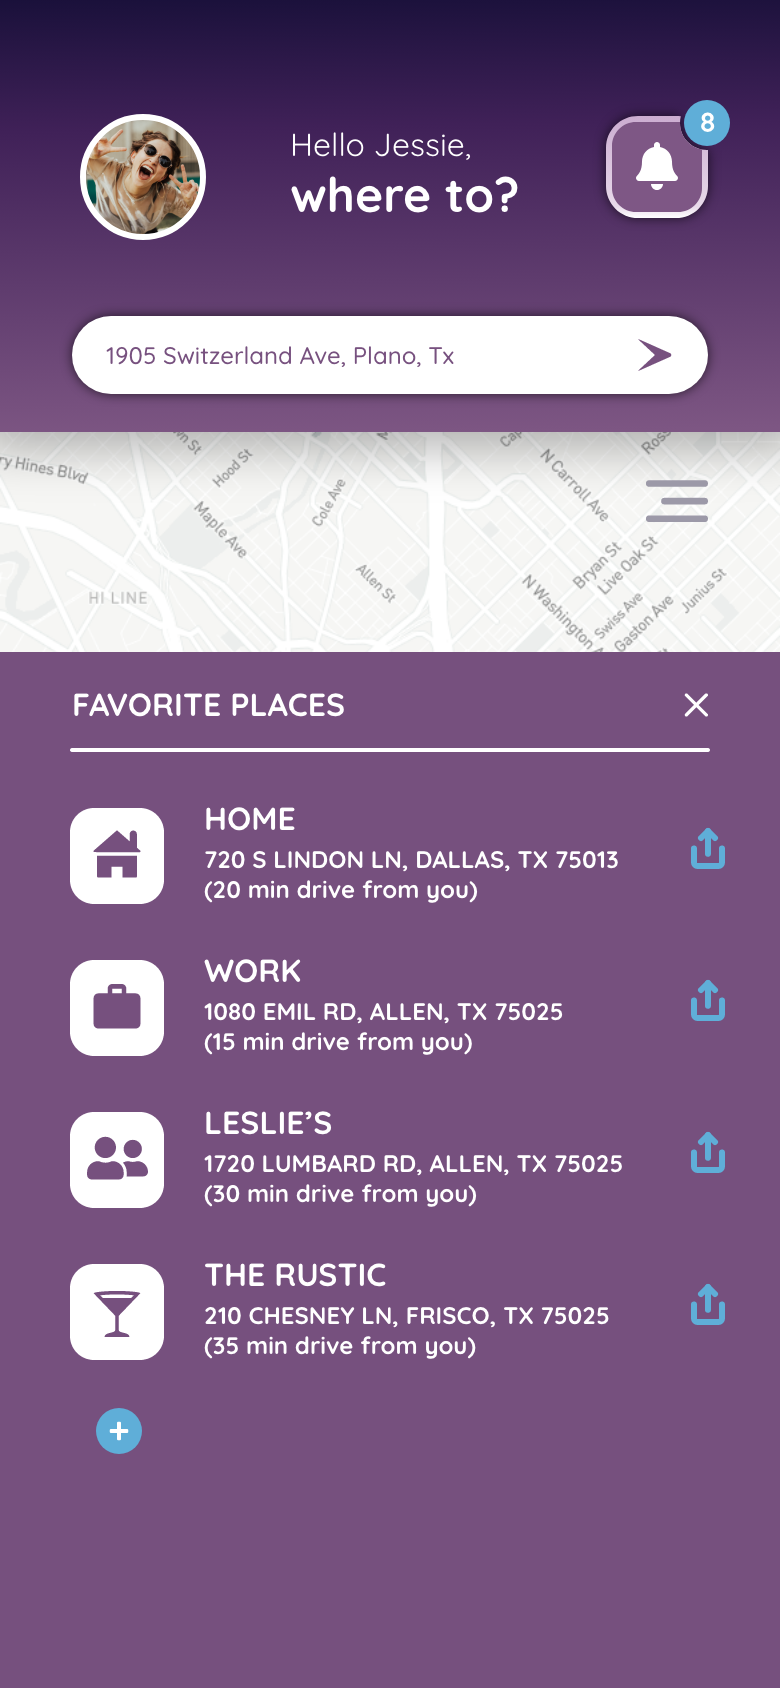 8
Hello Jessie,
where to?
1905 Switzerland Ave, Plano, Tx
Hood St
Cole Ave
Maple Ave
Allen St
HI LINE
N Carroll Ave
Bryan St
Live Oak St
N Washington
Swiss Ave
Gaston Ave
Junius St
Ross
Hines Blvd
FAVORITE PLACES
HOME
720 S LINDON LN, DALLAS, TX 75013
(20 min drive from you)
WORK
1080 EMIL RD, ALLEN, TX 75025
(15 min drive from you)
LESLIE’S
1720 LUMBARD RD, ALLEN, TX 75025
(30 min drive from you)
THE RUSTIC
210 CHESNEY LN, FRISCO, TX 75025
(35 min drive from you)